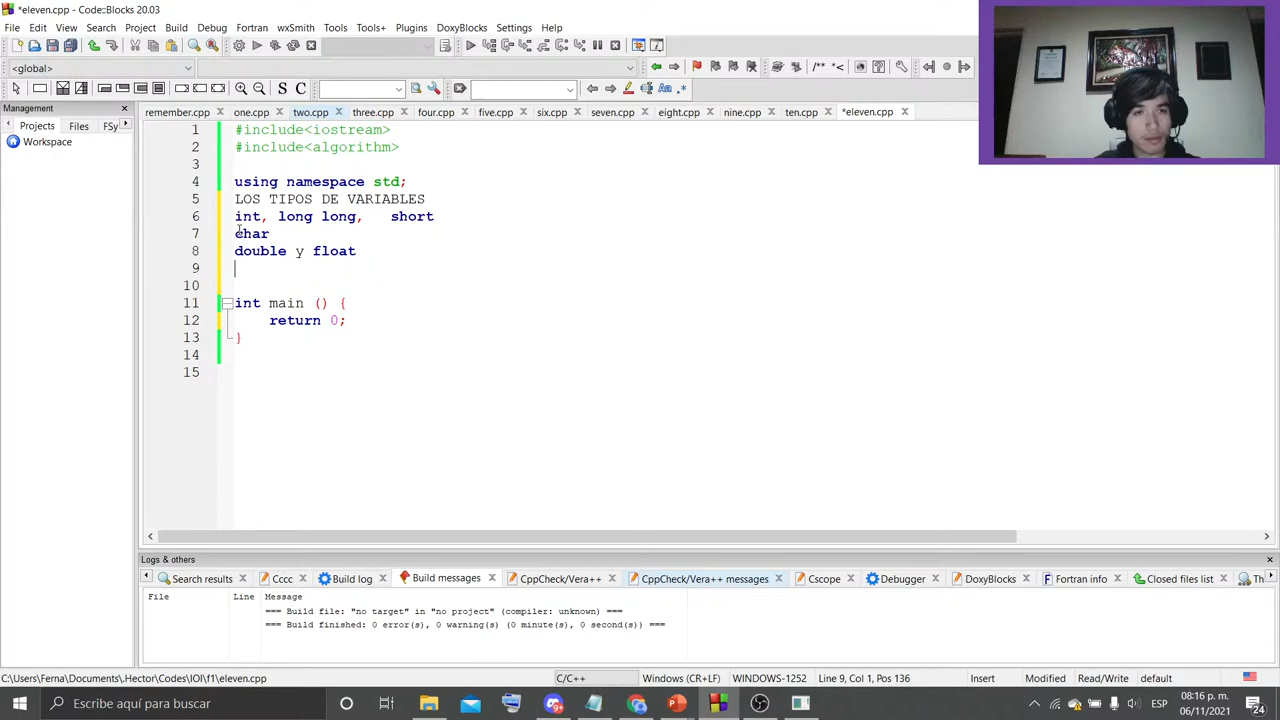 *eleven.cpp - Code::Blocks 20.03
File Edit View Search Project Build Debug Fortran wxSmith Tools Tools+ Plugins DoxyBlocks Settings Help
<global>
/** *<
S C
Aa .*
Management
Projects Files FSy
Workspace
remember.cpp one.cpp two.cpp three.cpp four.cpp five.cpp six.cpp seven.cpp eight.cpp nine.cpp ten.cpp *eleven.cpp
1 #include<iostream>
2 #include<algorithm>
3
4 using namespace std;
5 LOS TIPOS DE VARIABLES
6 int, long long, short
7 char
8 double y float
9
10
11 int main () {
12 return 0;
13 }
14
15
Logs & others
Search results Cccc Build log Build messages CppCheck/Vera++ CppCheck/Vera++ messages Cscope Debugger DoxyBlocks Fortran info Closed files list Th
File Line Message
=== Build file: "no target" in "no project" (compiler: unknown) ===
=== Build finished: 0 error(s), 0 warning(s) (0 minute(s), 0 second(s)) ===
C:\Users\Ferna\Documents\.Hector\Codes\IOI\f1\eleven.cpp C/C++ Windows (CR+LF) WINDOWS-1252 Line 9, Col 1, Pos 136 Insert Read/Write default
Escribe aquí para buscar
ESP
08:16 p. m.
06/11/2021
24